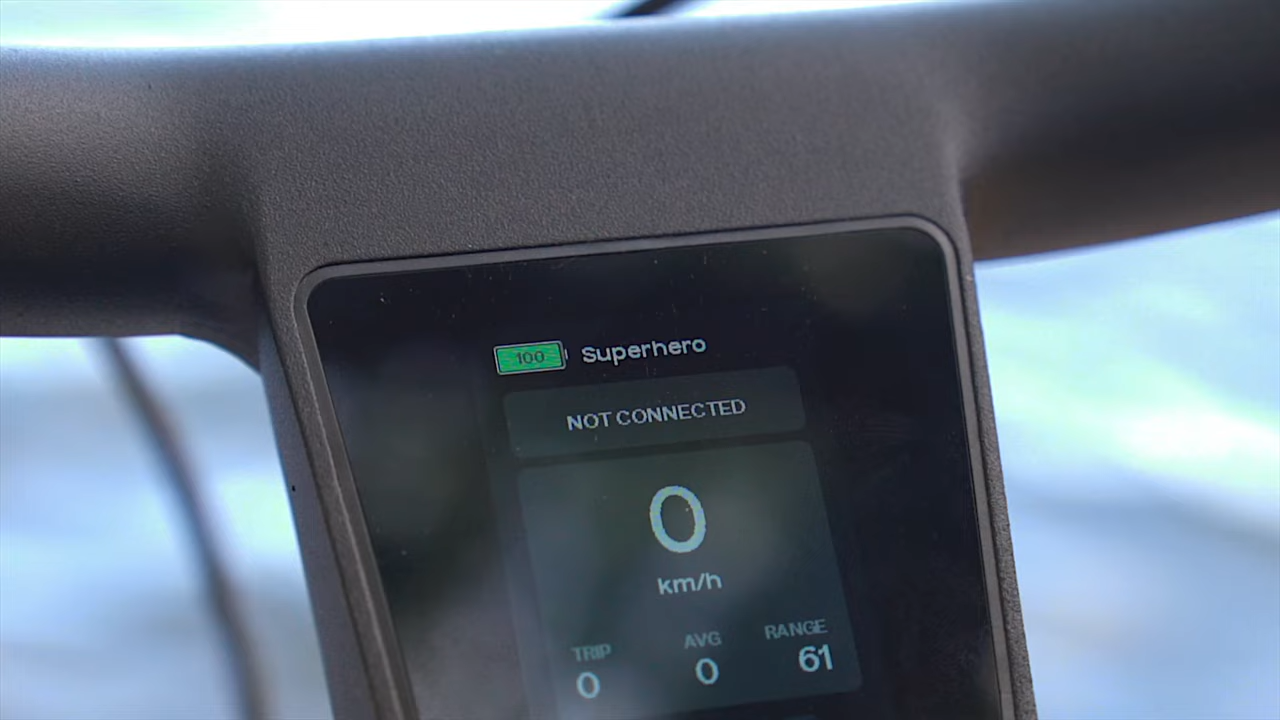 100 Superhero
NOT CONNECTED
0
km/h
TRIP AVG RANGE
0 0 61